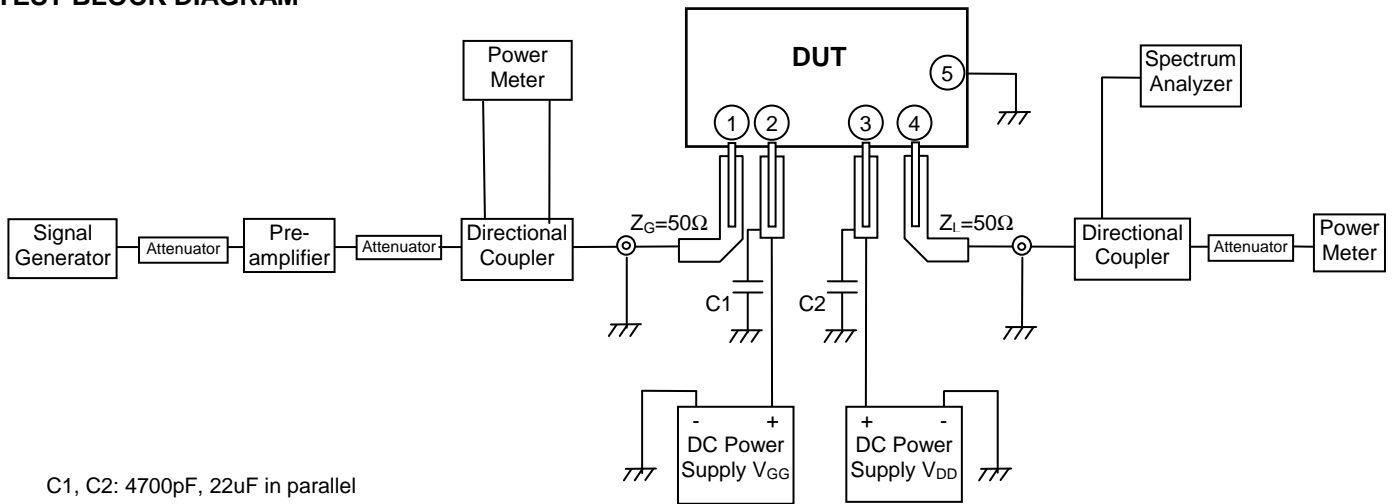 TEST BLOCK DIAGRAM
Power
Meter
DUT
5
Spectrum
Analyzer
1
2
3
4
Signal
Generator
Attenuator
Pre-
amplifier
Attenuator
Directional
Coupler
ZG=50Ω
ZL=50Ω
Directional
Coupler
Attenuator
Power
Meter
C1
C2
- +
DC Power
Supply VGG
+ -
DC Power
Supply VDD
C1, C2: 4700pF, 22uF in parallel